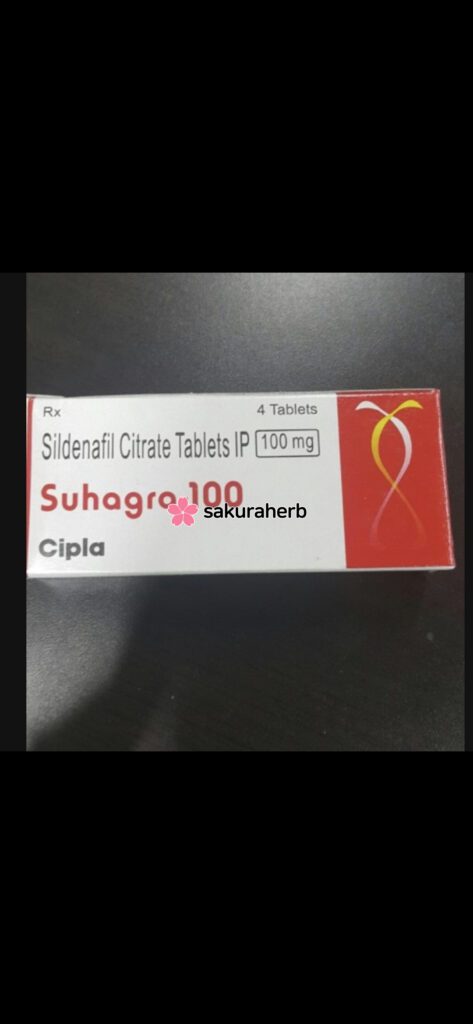 Rx
4 Tablets
Sildenafil Citrate Tablets IP 100 mg
Suhagra 100
sakuraherb
Cipla